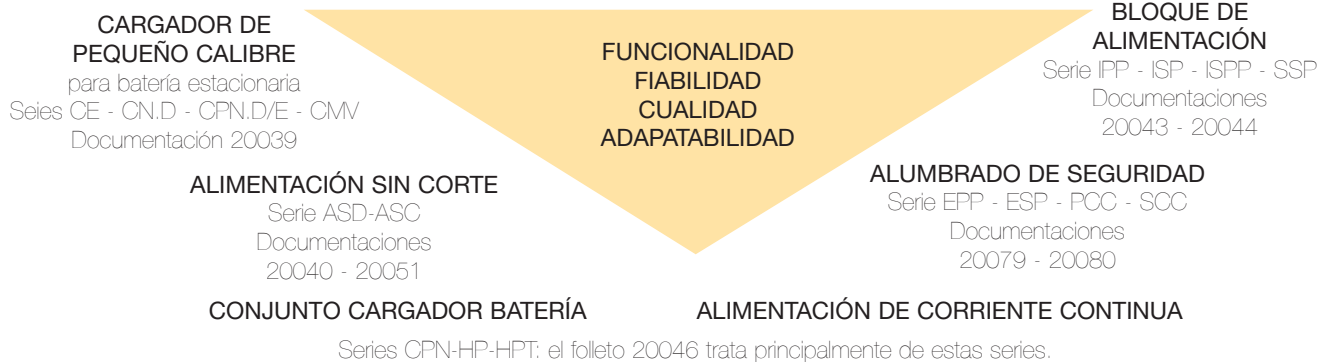 CARGADOR DE
PEQUEÑO CALIBRE
para batería estacionaria
Seies CE - CN.D - CPN.D/E - CMV
Documentación 20039
FUNCIONALIDAD
FIABILIDAD
CUALIDAD
ADAPATABILIDAD
BLOQUE DE
ALIMENTACIÓN
Serie IPP - ISP - ISPP - SSP
Documentaciones
20043 - 20044
ALIMENTACIÓN SIN CORTE
Serie ASD-ASC
Documentaciones
20040 - 20051
ALUMBRADO DE SEGURIDAD
Serie EPP - ESP - PCC - SCC
Documentaciones
20079 - 20080
CONJUNTO CARGADOR BATERÍA
ALIMENTACIÓN DE CORRIENTE CONTINUA
Series CPN-HP-HPT: el folleto 20046 trata principalmente de estas series.